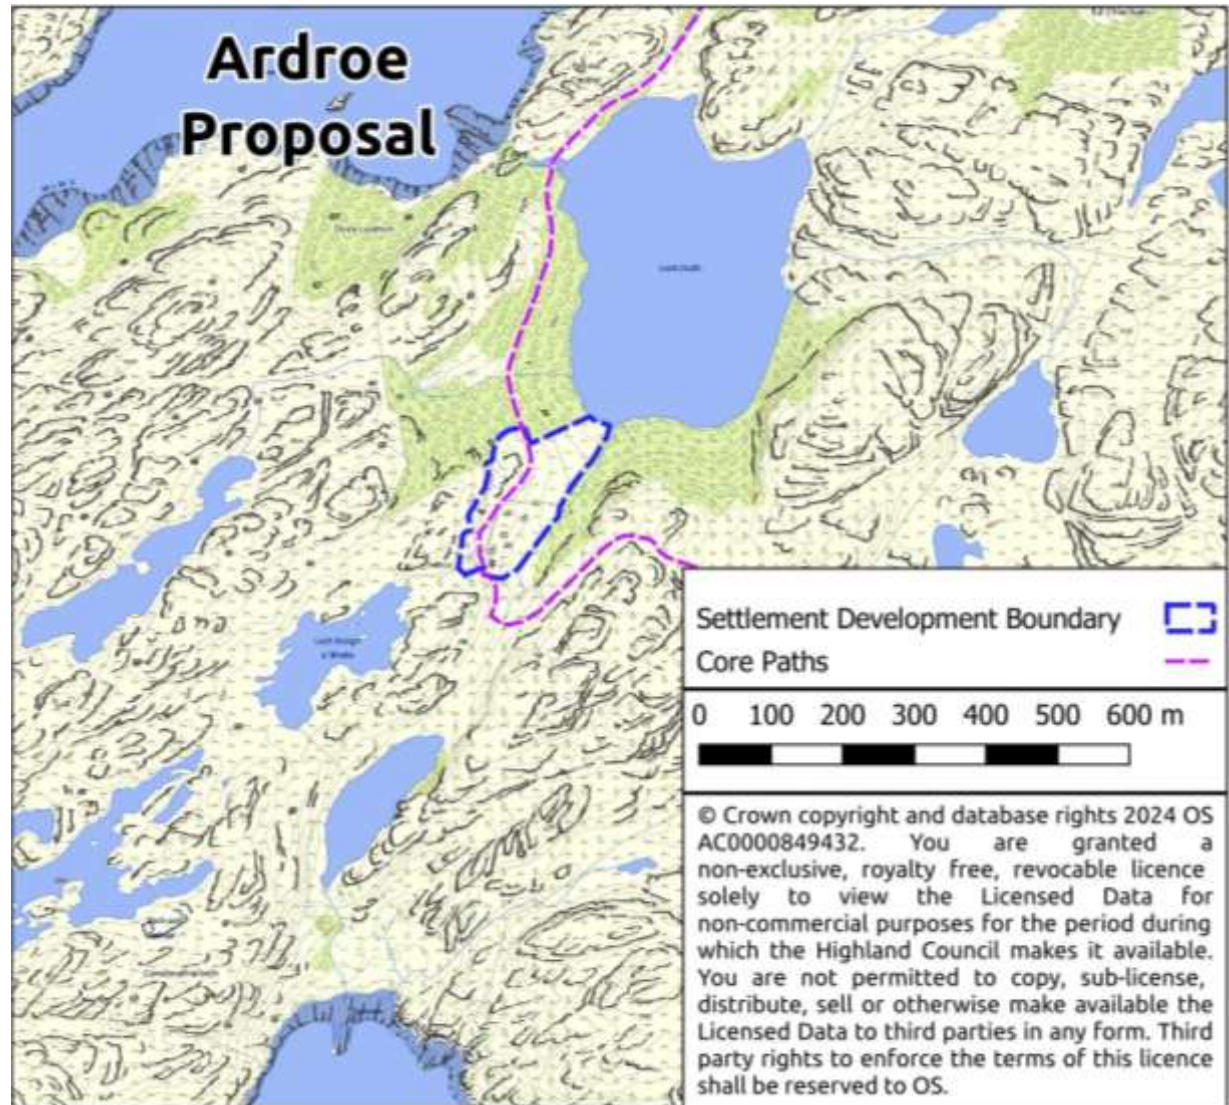 Ardroe
Proposal
Settlement Development Boundary
Core Paths
0 100 200 300 400 500 600 m
© Crown copyright and database rights 2024 OS
AC0000849432. You are granted a
non-exclusive, royalty free, revocable licence
solely to view the Licensed Data for
non-commercial purposes for the period during
which the Highland Council makes it available.
You are not permitted to copy, sub-license,
distribute, sell or otherwise make available the
Licensed Data to third parties in any form. Third
party rights to enforce the terms of this licence
shall be reserved to OS.